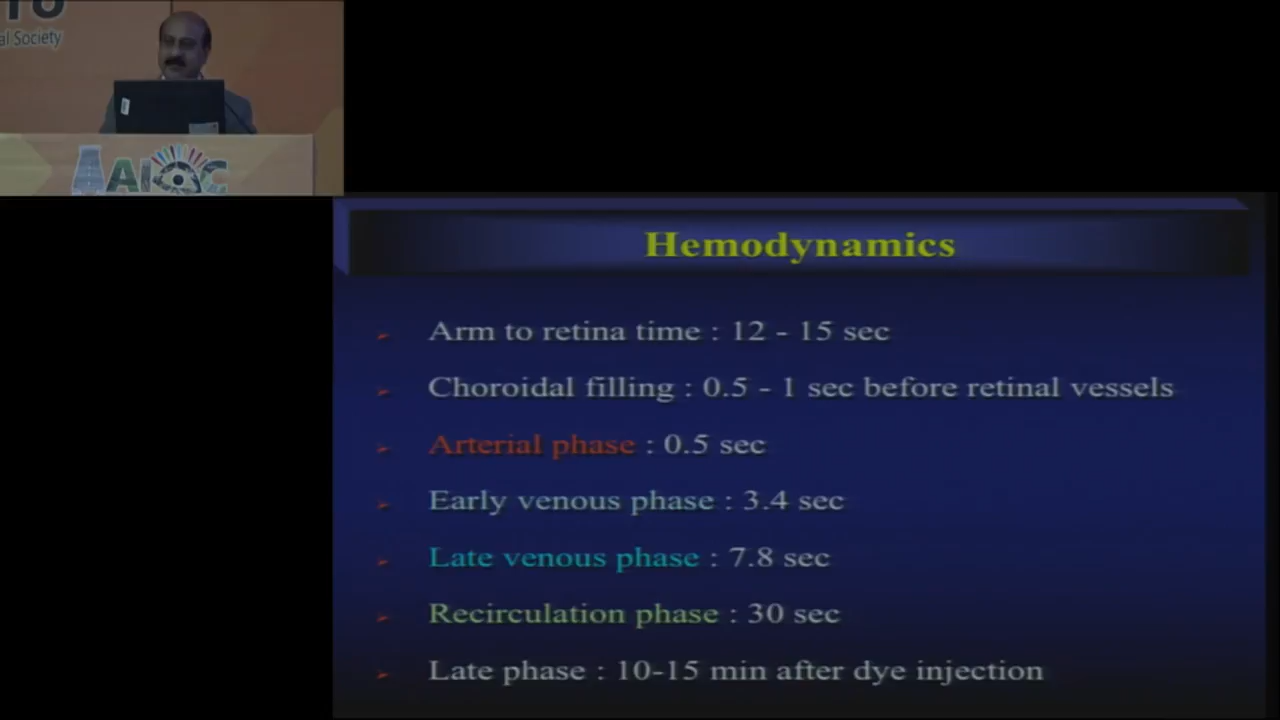 al Society
AIOC
Hemodynamics
Arm to retina time : 12 - 15 sec
Choroidal filling : 0.5 - 1 sec before retinal vessels
Arterial phase : 0.5 sec
Early venous phase : 3.4 sec
Late venous phase : 7.8 sec
Recirculation phase : 30 sec
Late phase : 10-15 min after dye injection